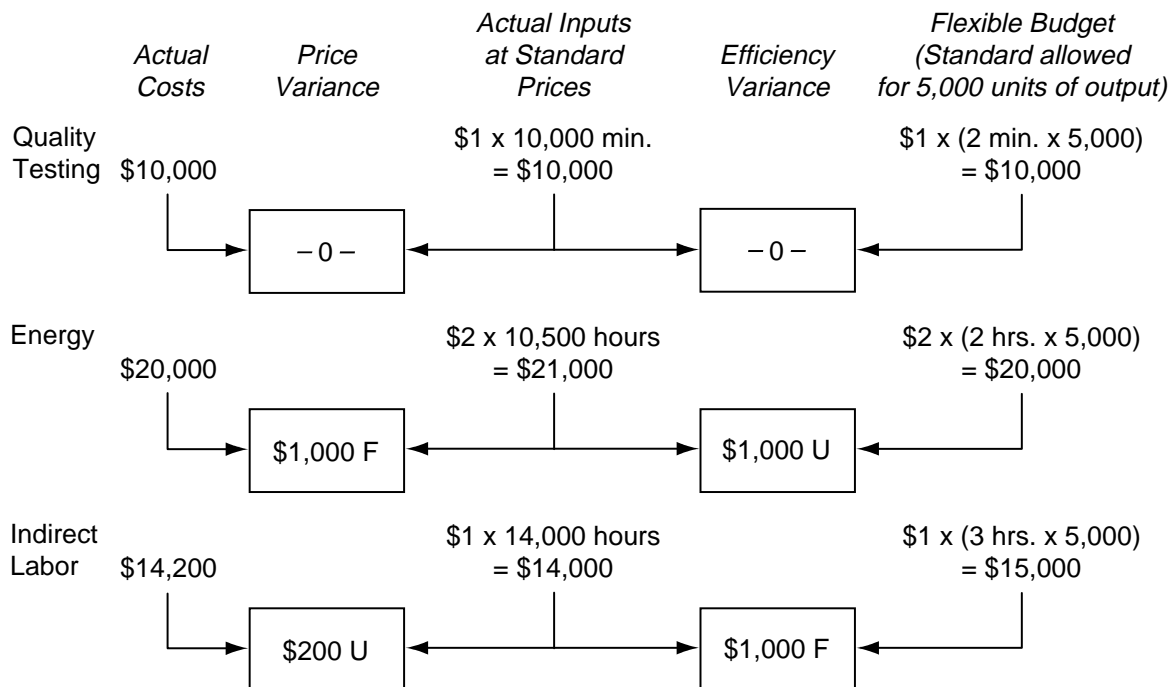 Actual Costs
Price Variance
Actual Inputs at Standard Prices
Efficiency Variance
Flexible Budget (Standard allowed for 5,000 units of output)
Quality Testing
$10,000
$1 x 10,000 min. = $10,000
$1 x (2 min. x 5,000) = $10,000
– 0 –
– 0 –
Energy
$20,000
$2 x 10,500 hours = $21,000
$2 x (2 hrs. x 5,000) = $20,000
$1,000 F
$1,000 U
Indirect Labor
$14,200
$1 x 14,000 hours = $14,000
$1 x (3 hrs. x 5,000) = $15,000
$200 U
$1,000 F